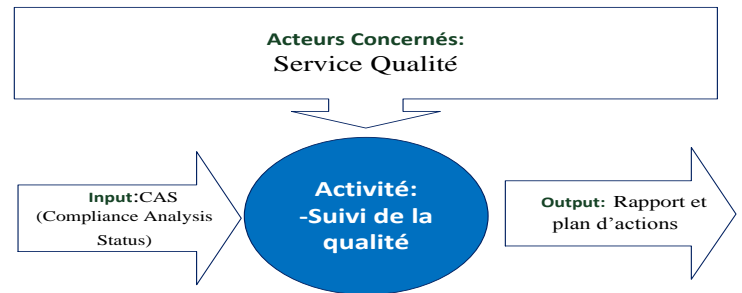 Acteurs Concernés:
Service Qualité
Input:CAS
(Compliance Analysis
Status)
Activité:
-Suivi de la
qualité
Output: Rapport et
plan d’actions